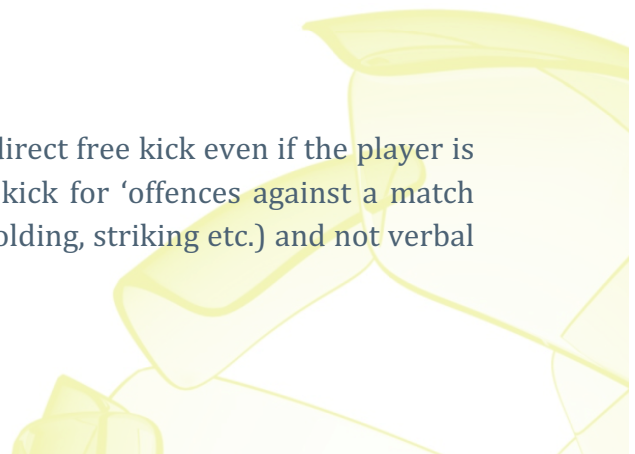 direct free kick even if the player is
kick for ‘offences against a match
olding, striking etc.) and not verbal